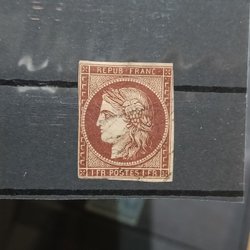 REPUB. FRANC.
1 FR POSTES 1 FR